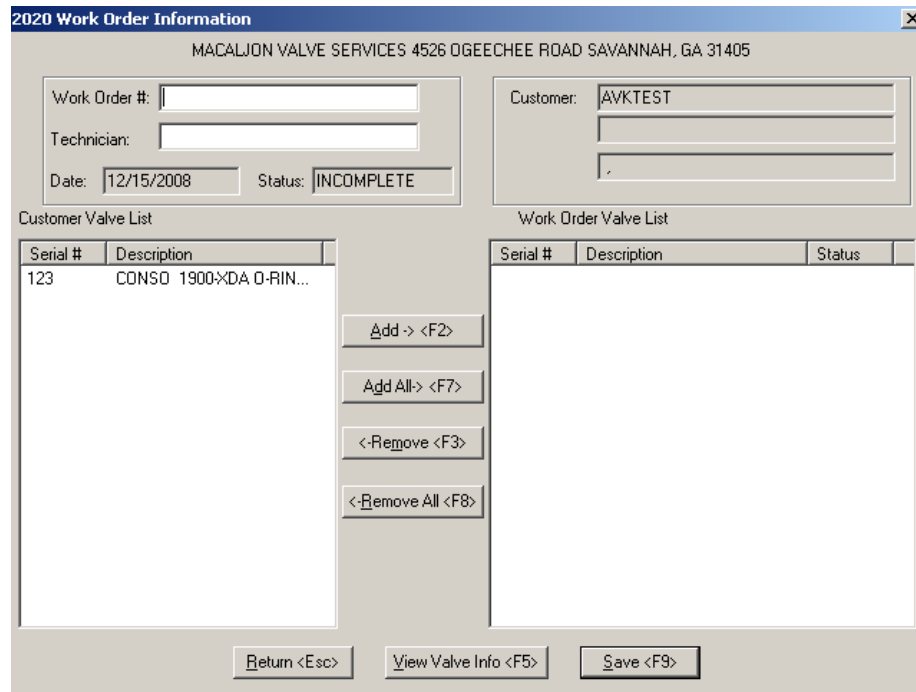 2020 Work Order Information
MACALJON VALVE SERVICES 4526 OGEECHEE ROAD SAVANNAH, GA 31405
Work Order #:
Technician:
Date: 12/15/2008 Status: INCOMPLETE
Customer: AVKTEST
,
Customer Valve List
Serial # Description
123 CONSO 1900-XDA O-RIN...
Add -> <F2>
Add All-> <F7>
<-Remove <F3>
<-Remove All <F8>
Work Order Valve List
Serial # Description Status
Return <Esc> View Valve Info <F5> Save <F9>